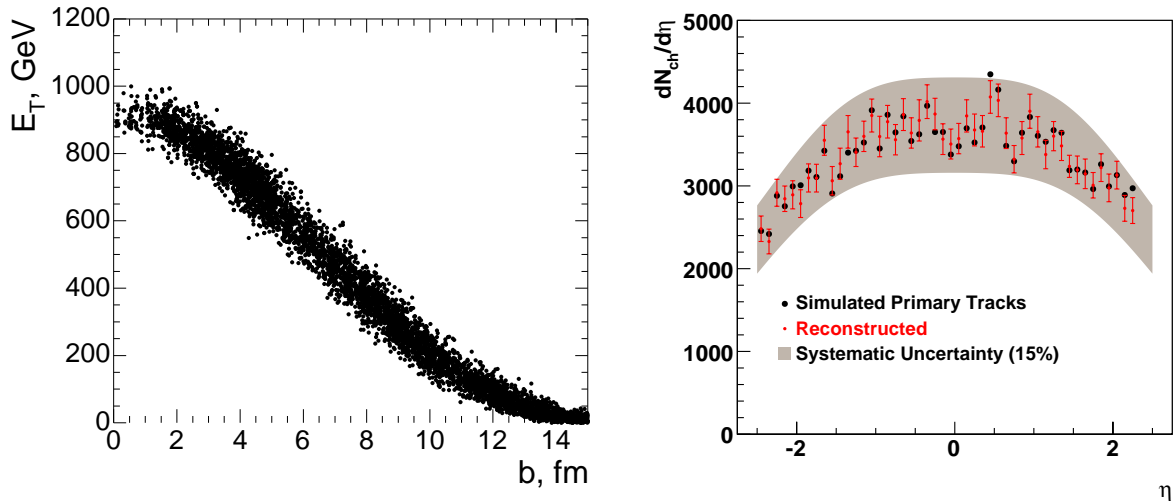 E_T, GeV
1200
1000
800
600
400
200
0
0 2 4 6 8 10 12 14
b, fm
dN_ch/dη
5000
4000
3000
2000
1000
0
Simulated Primary Tracks
Reconstructed
Systematic Uncertainty (15%)
-2 0 2
η